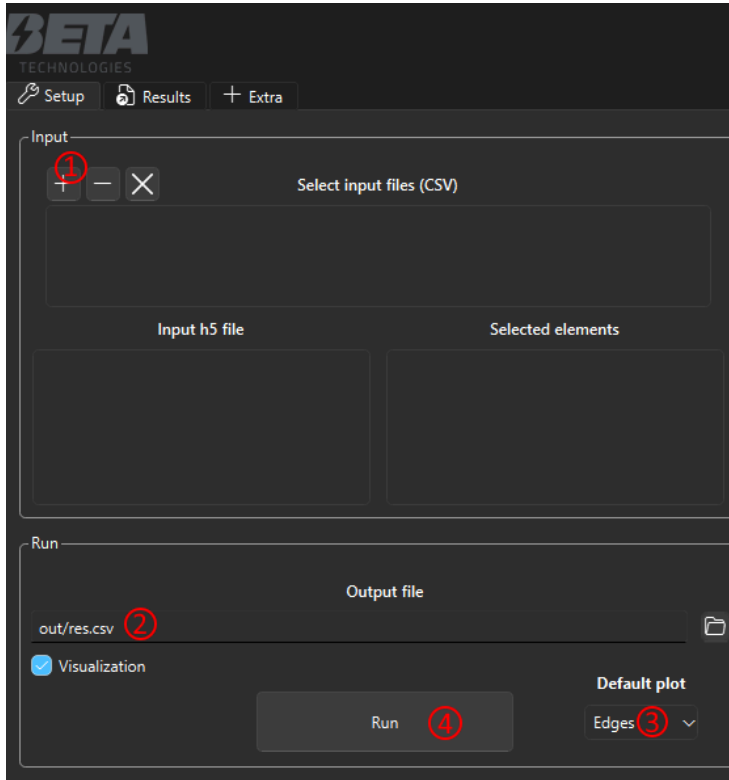 BETA
TECHNOLOGIES
Setup Results + Extra
Input
①
+ − ×
Select input files (CSV)
Input h5 file Selected elements
Run
Output file
out/res.csv ②
Visualization
Default plot
Run ④ Edges ③